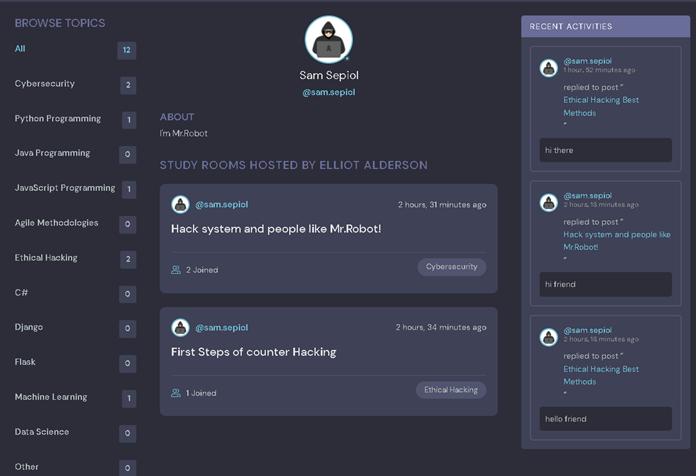 BROWSE TOPICS
All 12
Cybersecurity 2
Python Programming 1
Java Programming 0
JavaScript Programming 1
Agile Methodologies 0
Ethical Hacking 2
C# 0
Django 0
Flask 0
Machine Learning 1
Data Science 0
Other 0
Sam Sepiol
@sam.sepiol
ABOUT
I'm Mr.Robot
STUDY ROOMS HOSTED BY ELLIOT ALDERSON
@sam.sepiol 2 hours, 31 minutes ago
Hack system and people like Mr.Robot!
2 Joined Cybersecurity
@sam.sepiol 2 hours, 34 minutes ago
First Steps of counter Hacking
1 Joined Ethical Hacking
RECENT ACTIVITIES
@sam.sepiol
1 hour, 52 minutes ago
replied to post “
Ethical Hacking Best
Methods
”
hi there
@sam.sepiol
2 hours, 13 minutes ago
replied to post “
Hack system and people like
Mr.Robot!
”
hi friend
@sam.sepiol
2 hours, 18 minutes ago
replied to post “
Ethical Hacking Best
Methods
”
hello friend